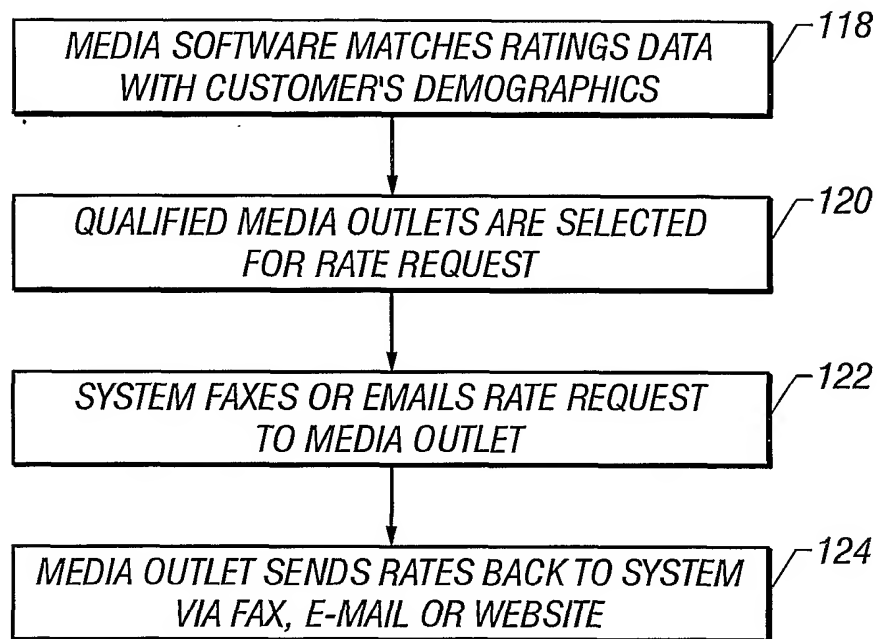 118
MEDIA SOFTWARE MATCHES RATINGS DATA
WITH CUSTOMER'S DEMOGRAPHICS
120
QUALIFIED MEDIA OUTLETS ARE SELECTED
FOR RATE REQUEST
122
SYSTEM FAXES OR EMAILS RATE REQUEST
TO MEDIA OUTLET
124
MEDIA OUTLET SENDS RATES BACK TO SYSTEM
VIA FAX, E-MAIL OR WEBSITE